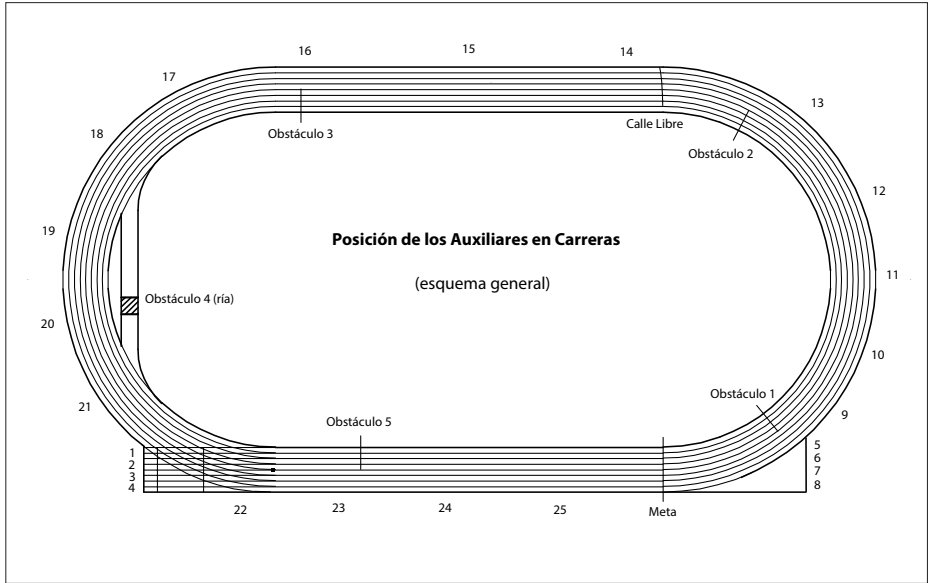 16
15
14
17
13
Calle Libre
Obstáculo 3
18
Obstáculo 2
12
19
Posición de los Auxiliares en Carreras
11
(esquema general)
Obstáculo 4 (ría)
20
10
Obstáculo 1
21
9
Obstáculo 5
5
1
6
2
7
3
8
4
22
23
24
25
Meta